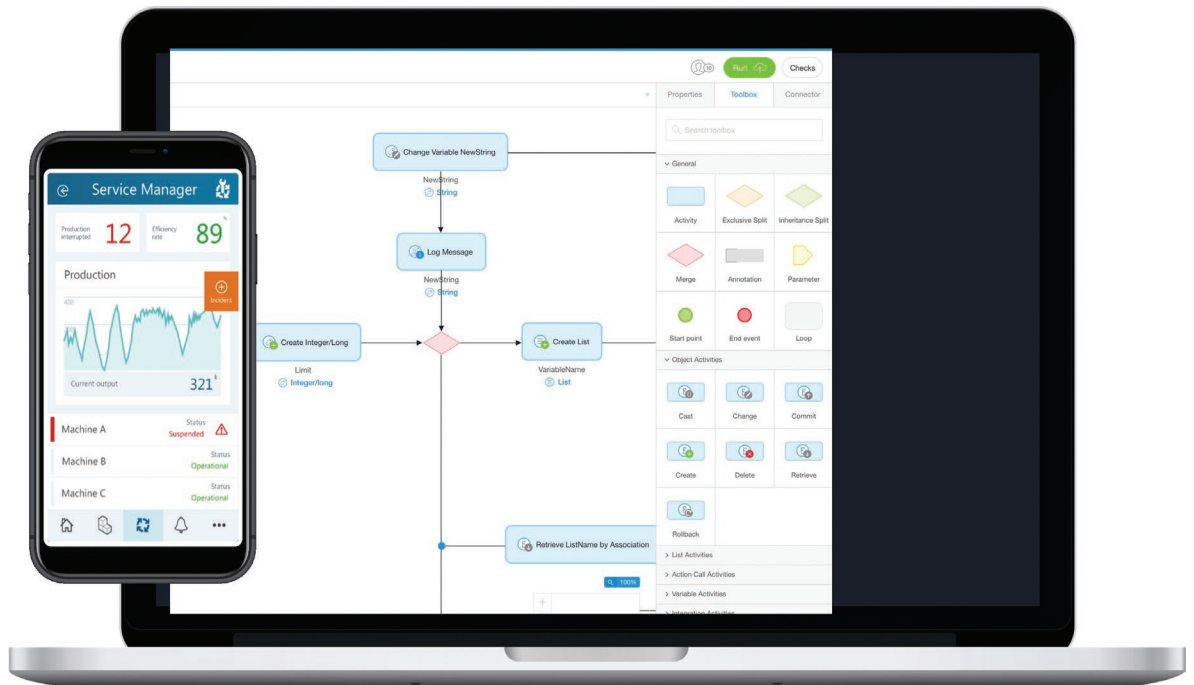 Service Manager
Production
interrupted
12
Efficiency
rate
89
%
Production
Incident
400
Current output
321
k
Machine A
Status
Suspended
Machine B
Status
Operational
Machine C
Status
Operational
10
Run
Checks
Properties
Toolbox
Connector
Search toolbox
General
Activity
Exclusive Split
Inheritance Split
Merge
Annotation
Parameter
Start point
End event
Loop
Object Activities
Cast
Change
Commit
Create
Delete
Retrieve
Rollback
List Activities
Action Call Activities
Variable Activities
Integration Activities
Change Variable NewString
NewString
String
Log Message
NewString
String
Create Integer/Long
Limit
Integer/long
Create List
VariableName
List
Retrieve ListName by Association
100%